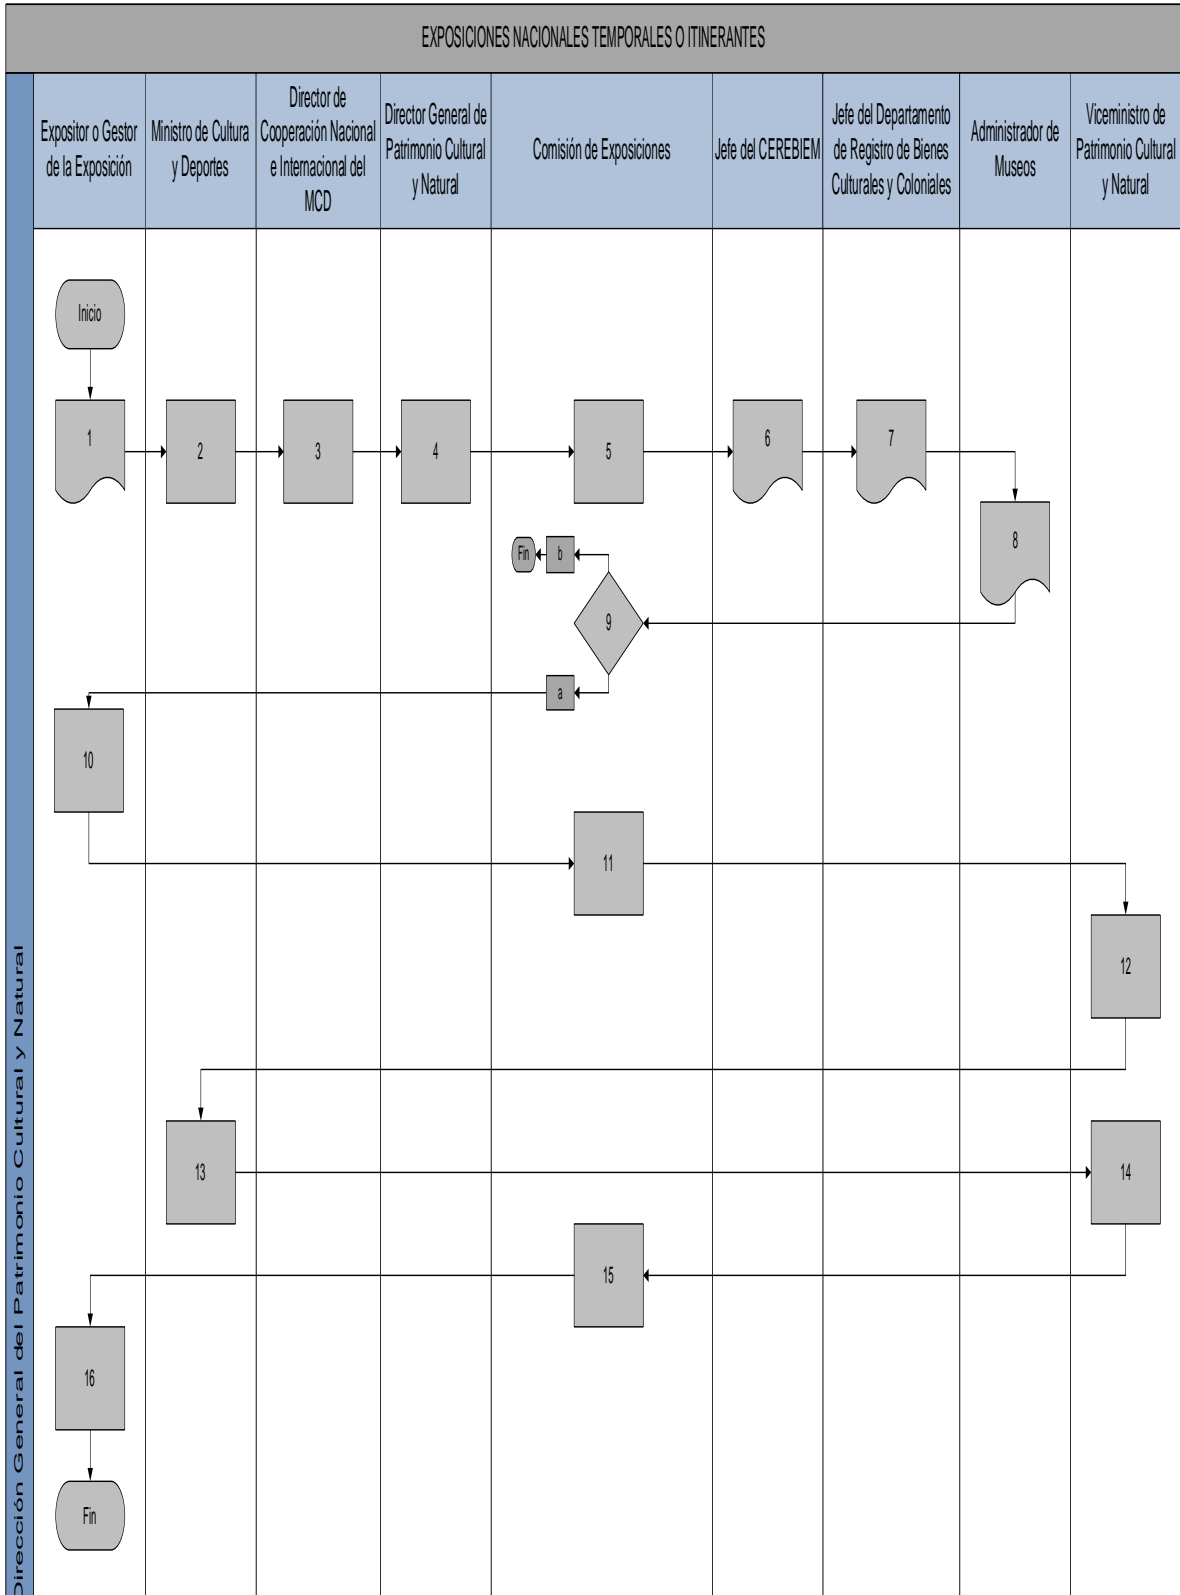 EXPOSICIONES NACIONALES TEMPORALES O ITINERANTES
Expositor o Gestor
de la Exposición
Ministro de Cultura
y Deportes
Director de
Cooperación Nacional
e Internacional del
MCD
Director General de
Patrimonio Cultural
y Natural
Comisión de Exposiciones
Jefe del CEREBIEM
Jefe del Departamento
de Registro de Bienes
Culturales y Coloniales
Administrador de
Museos
Viceministro de
Patrimonio Cultural
y Natural
Dirección General del Patrimonio Cultural y Natural
Inicio
1
2
3
4
5
6
7
8
Fin
b
9
a
10
11
12
13
14
15
16
Fin